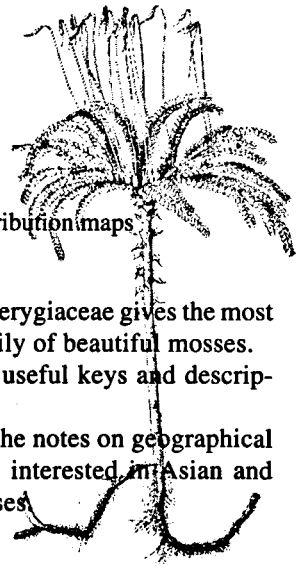 ribution maps
erygiaceae gives the most
ily of beautiful mosses.
useful keys and descrip-
he notes on geographical
interested in Asian and
ses.